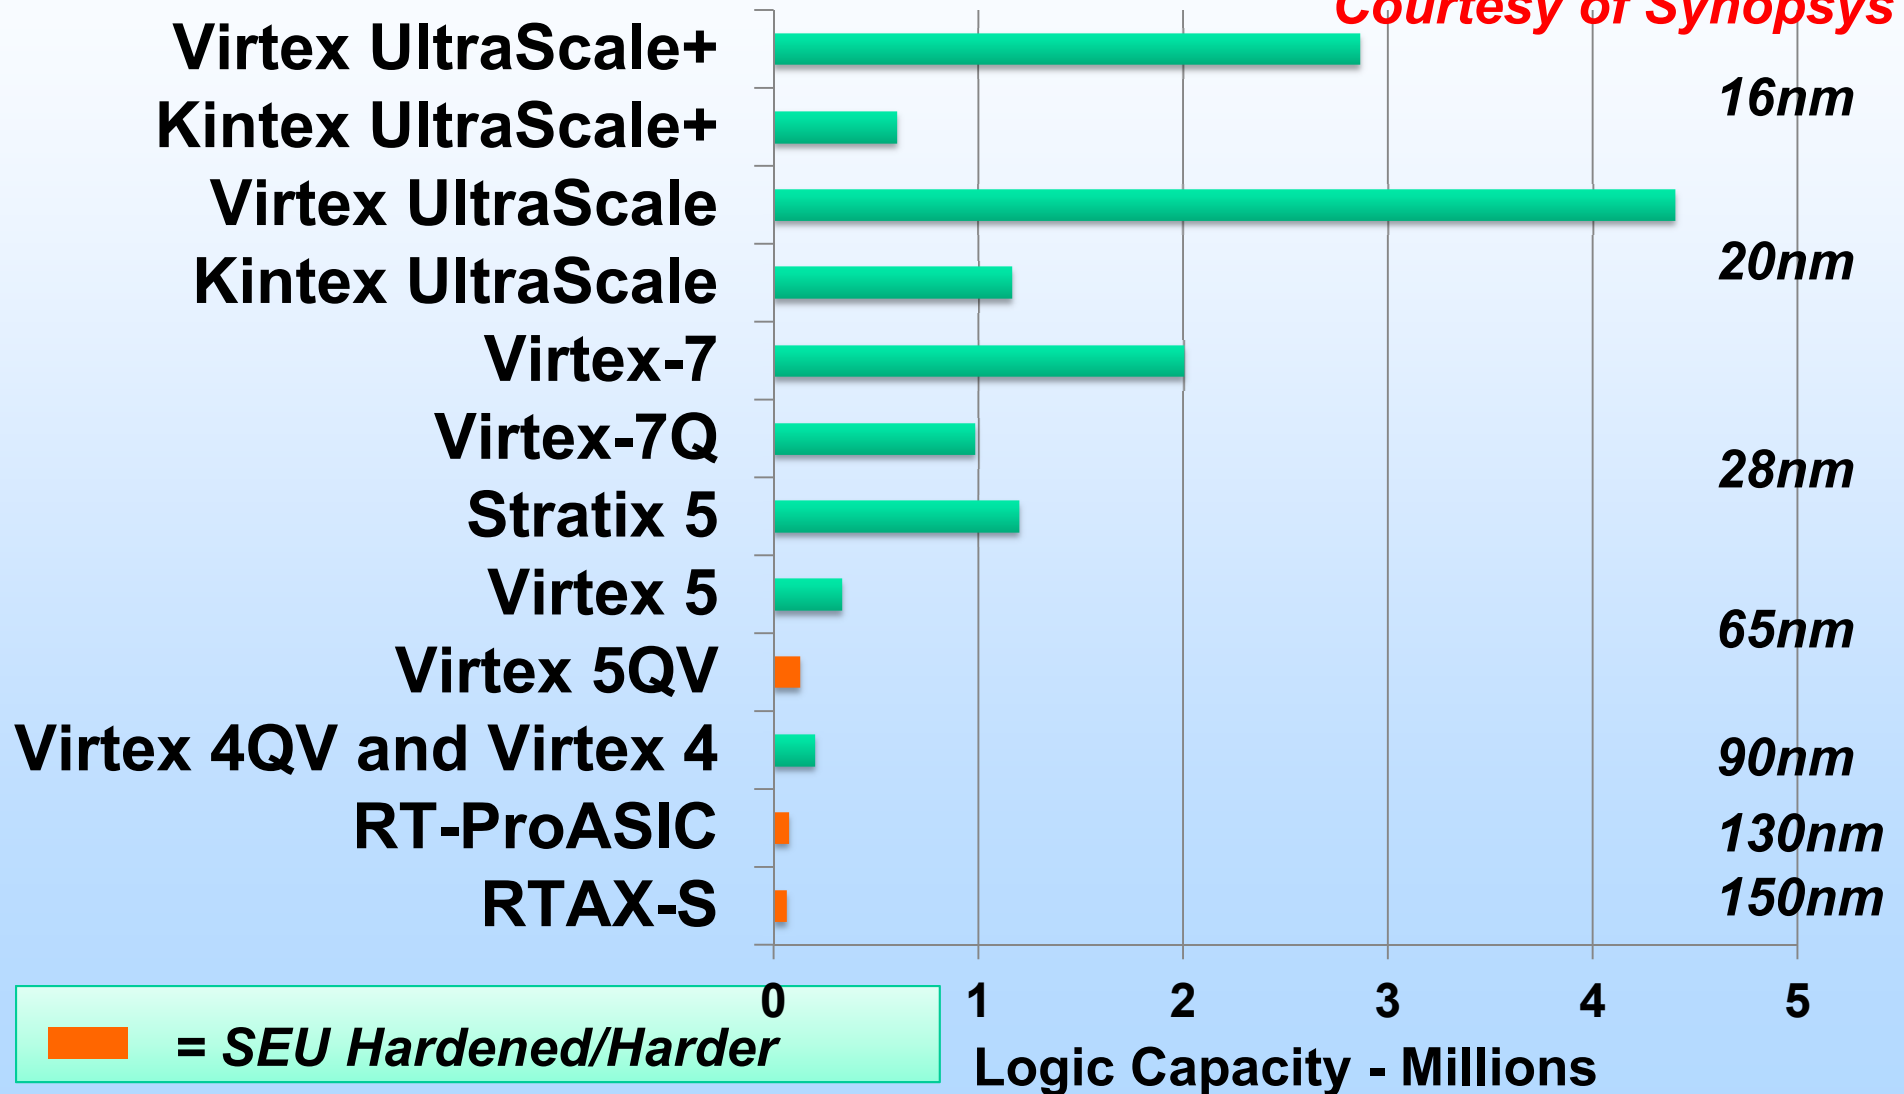 Courtesy of Synopsys
Virtex UltraScale+
16nm
Kintex UltraScale+
Virtex UltraScale
20nm
Kintex UltraScale
Virtex-7
Virtex-7Q
28nm
Stratix 5
Virtex 5
65nm
Virtex 5QV
Virtex 4QV and Virtex 4
90nm
RT-ProASIC
130nm
RTAX-S
150nm
0 1 2 3 4 5
= SEU Hardened/Harder
Logic Capacity - Millions